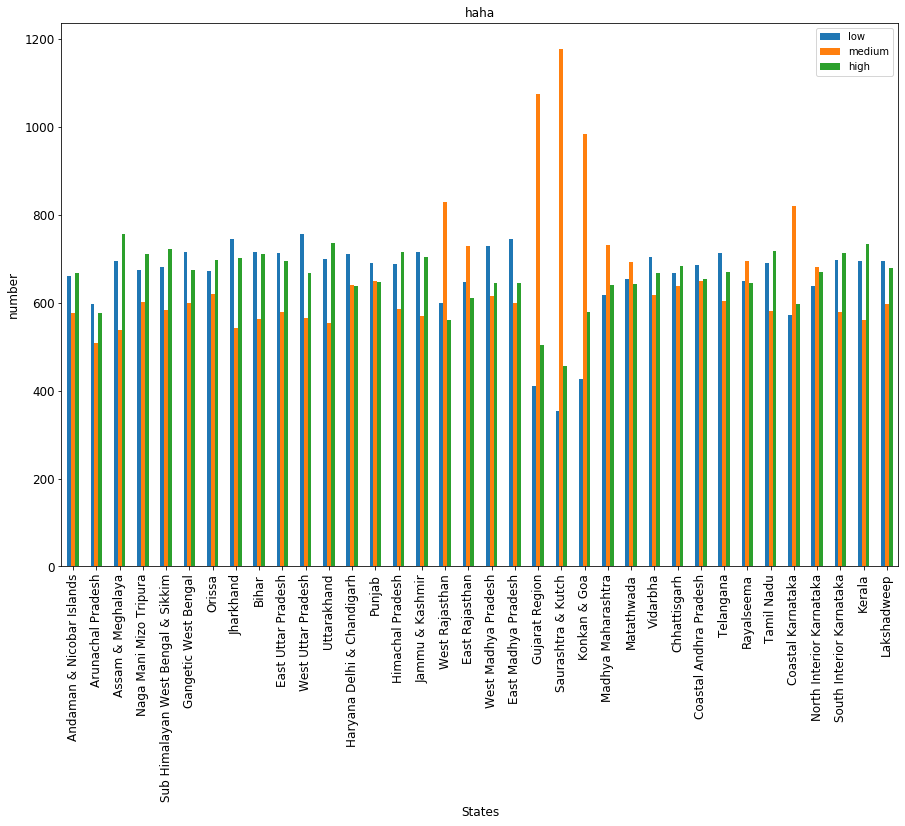 haha
low
medium
high
1200
1000
800
600
400
200
0
number
Andaman & Nicobar Islands
Arunachal Pradesh
Assam & Meghalaya
Naga Mani Mizo Tripura
Sub Himalayan West Bengal & Sikkim
Gangetic West Bengal
Orissa
Jharkhand
Bihar
East Uttar Pradesh
West Uttar Pradesh
Uttarakhand
Haryana Delhi & Chandigarh
Punjab
Himachal Pradesh
Jammu & Kashmir
West Rajasthan
East Rajasthan
West Madhya Pradesh
East Madhya Pradesh
Gujarat Region
Saurashtra & Kutch
Konkan & Goa
Madhya Maharashtra
Matathwada
Vidarbha
Chhattisgarh
Coastal Andhra Pradesh
Telangana
Rayalseema
Tamil Nadu
Coastal Karnataka
North Interior Karnataka
South Interior Karnataka
Kerala
Lakshadweep
States